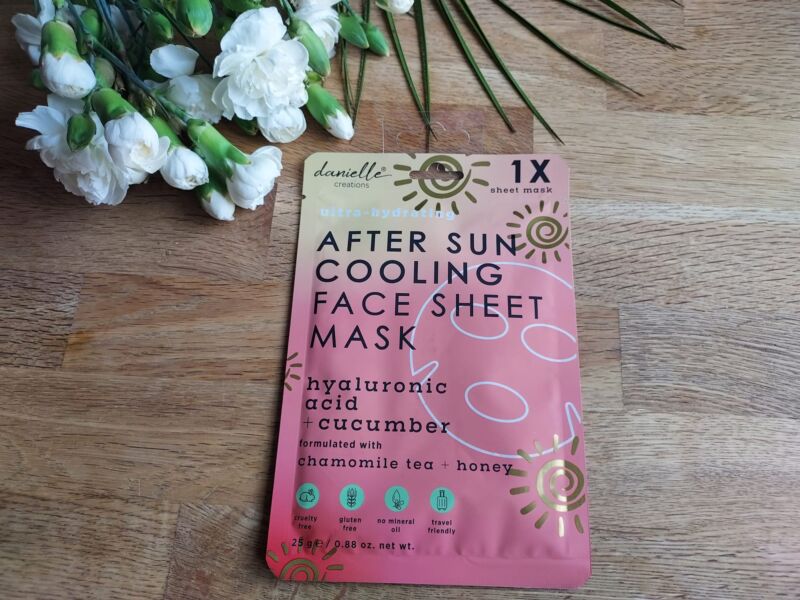 danielle®
creations
1X
sheet mask
ultra-hydrating
AFTER SUN
COOLING
FACE SHEET
MASK
hyaluronic
acid
+ cucumber
formulated with
chamomile tea + honey
cruelty free
gluten free
no mineral oil
travel friendly
25 g ℮ / 0.88 oz. net wt.